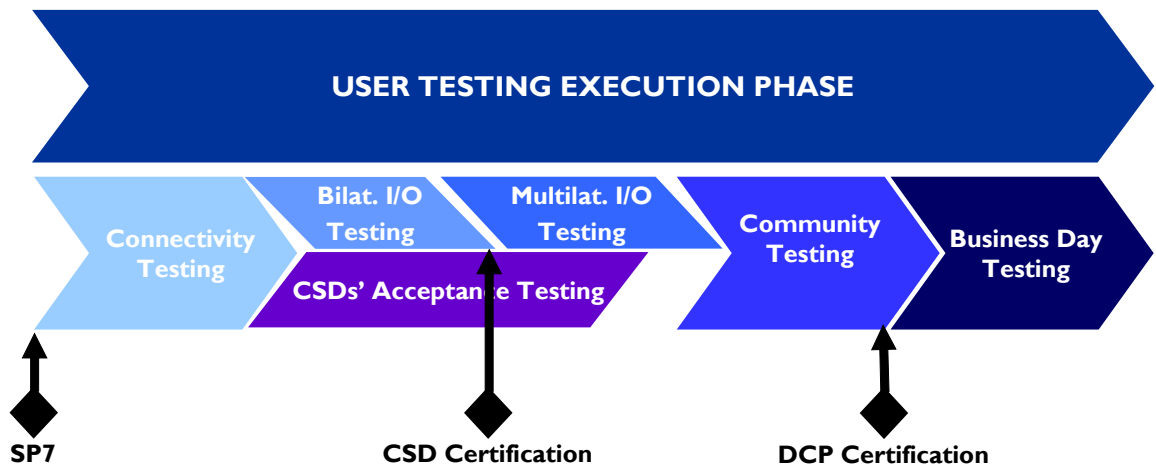 USER TESTING EXECUTION PHASE
Connectivity
Testing
Bilat. I/O
Testing
Multilat. I/O
Testing
CSDs’ Acceptance Testing
Community
Testing
Business Day
Testing
SP7
CSD Certification
DCP Certification